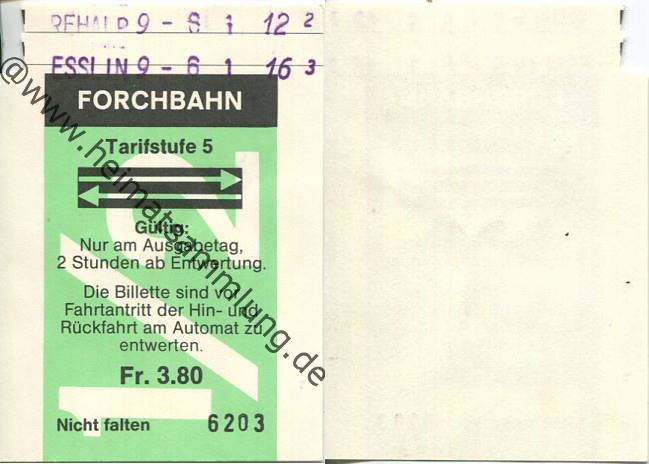 REHALP 9 - 6 1 12 2
ESSLIN 9 - 6 1 16 3
FORCHBAHN
Tarifstufe 5
1/2
Gültig:
Nur am Ausgabetag,
2 Stunden ab Entwertung.
Die Billette sind vor
Fahrtantritt der Hin- und
Rückfahrt am Automat zu
entwerten.
Fr. 3.80
Nicht falten 6203
@www.heimatsammlung.de